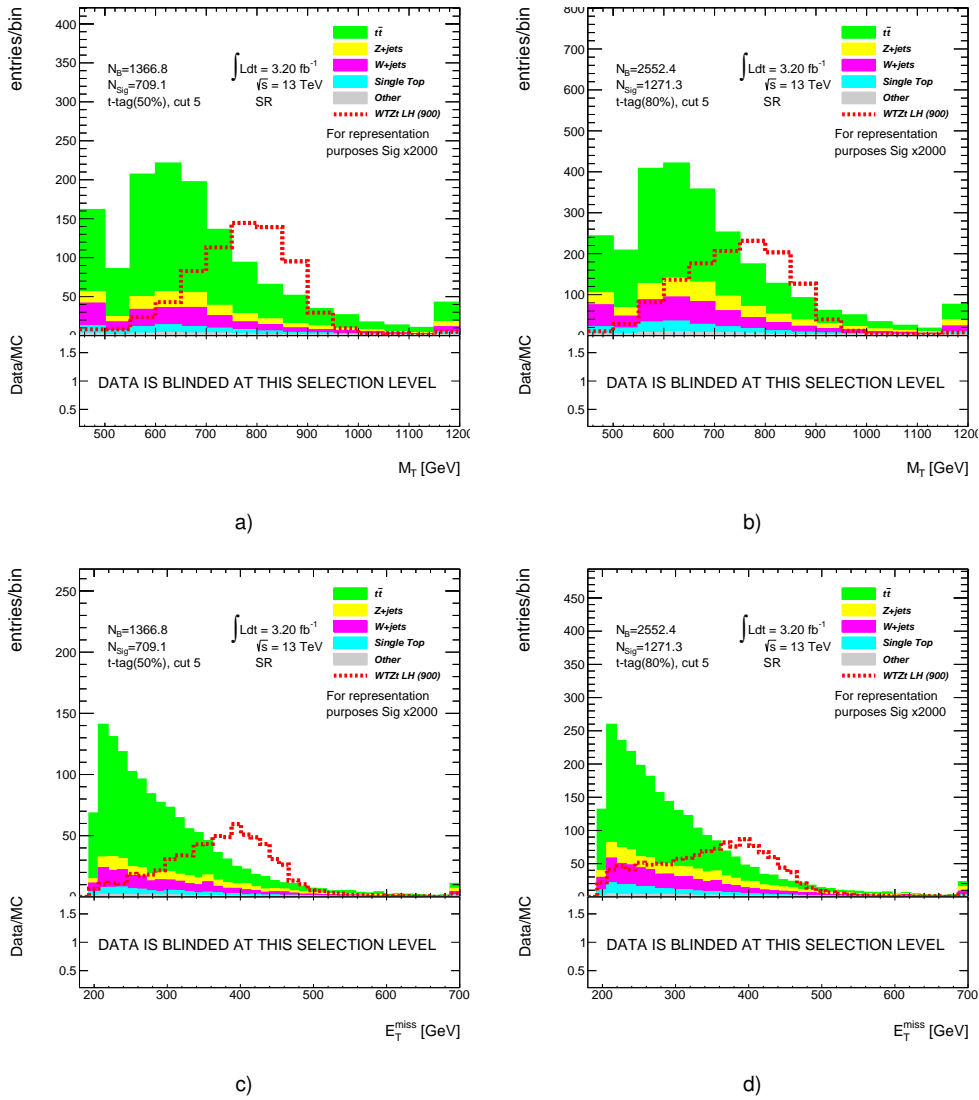 entries/bin
400
350
300
250
200
150
100
50
0
N_B=1366.8
N_Sig=709.1
t-tag(50%), cut 5
∫Ldt = 3.20 fb⁻¹
√s = 13 TeV
SR
tt̄
Z+jets
W+jets
Single Top
Other
WTZt LH (900)
For representation
purposes Sig x2000
Data/MC
1.5
1
0.5
DATA IS BLINDED AT THIS SELECTION LEVEL
500 600 700 800 900 1000 1100 1200
M_T [GeV]
a)
entries/bin
800
700
600
500
400
300
200
100
0
N_B=2552.4
N_Sig=1271.3
t-tag(80%), cut 5
∫Ldt = 3.20 fb⁻¹
√s = 13 TeV
SR
tt̄
Z+jets
W+jets
Single Top
Other
WTZt LH (900)
For representation
purposes Sig x2000
Data/MC
1.5
1
0.5
DATA IS BLINDED AT THIS SELECTION LEVEL
500 600 700 800 900 1000 1100 1200
M_T [GeV]
b)
entries/bin
250
200
150
100
50
0
N_B=1366.8
N_Sig=709.1
t-tag(50%), cut 5
∫Ldt = 3.20 fb⁻¹
√s = 13 TeV
SR
tt̄
Z+jets
W+jets
Single Top
Other
WTZt LH (900)
For representation
purposes Sig x2000
Data/MC
1.5
1
0.5
DATA IS BLINDED AT THIS SELECTION LEVEL
200 300 400 500 600 700
E_T^miss [GeV]
c)
entries/bin
450
400
350
300
250
200
150
100
50
0
N_B=2552.4
N_Sig=1271.3
t-tag(80%), cut 5
∫Ldt = 3.20 fb⁻¹
√s = 13 TeV
SR
tt̄
Z+jets
W+jets
Single Top
Other
WTZt LH (900)
For representation
purposes Sig x2000
Data/MC
1.5
1
0.5
DATA IS BLINDED AT THIS SELECTION LEVEL
200 300 400 500 600 700
E_T^miss [GeV]
d)